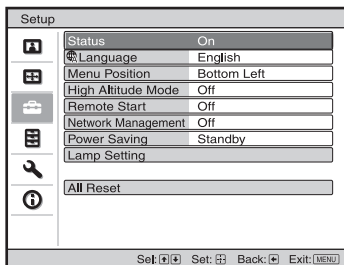 Setup
Status On
Language English
Menu Position Bottom Left
High Altitude Mode Off
Remote Start Off
Network Management Off
Power Saving Standby
Lamp Setting
All Reset
Sel: Set: Back: Exit: MENU